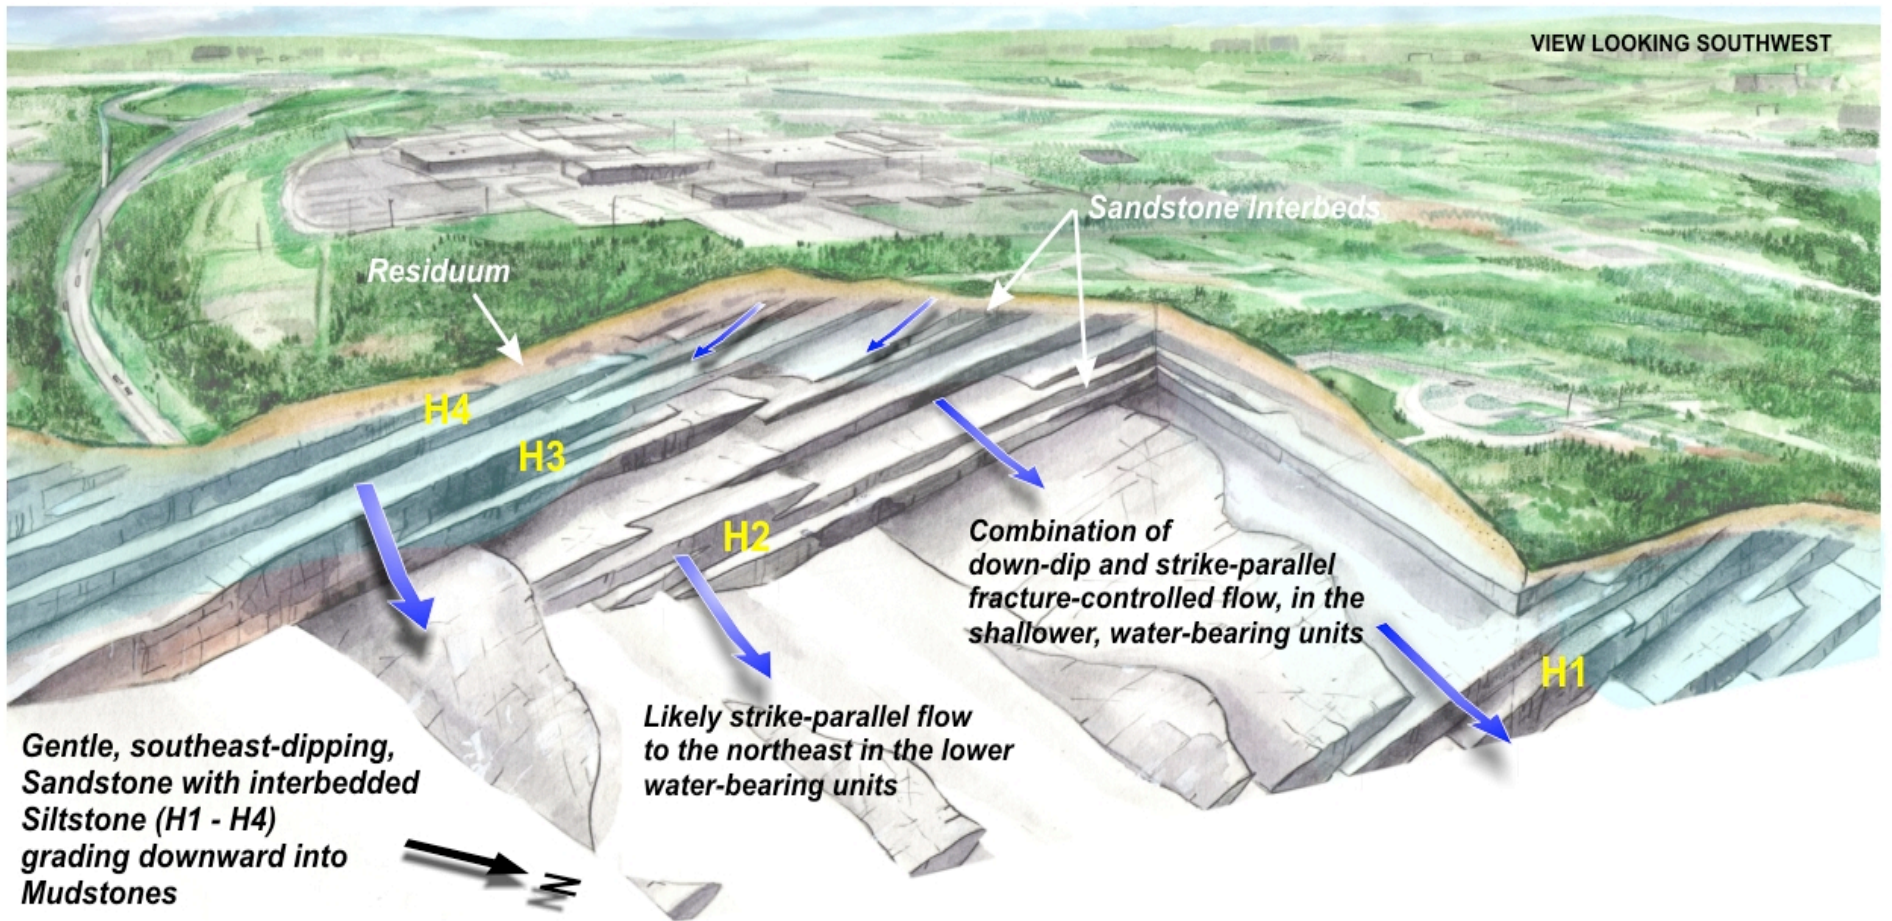 VIEW LOOKING SOUTHWEST
Sandstone Interbeds
Residuum
H4
H3
H2
Combination of
down-dip and strike-parallel
fracture-controlled flow, in the
shallower, water-bearing units
H1
Likely strike-parallel flow
to the northeast in the lower
water-bearing units
Gentle, southeast-dipping,
Sandstone with interbedded
Siltstone (H1 - H4)
grading downward into
Mudstones
N